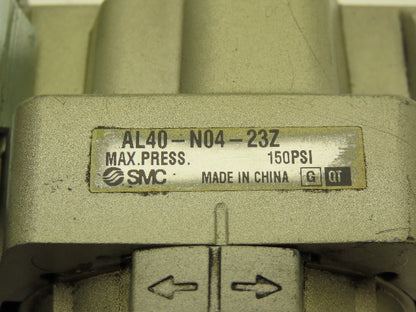 AL40-N04-23Z
MAX.PRESS. 150PSI
SMC MADE IN CHINA G QT